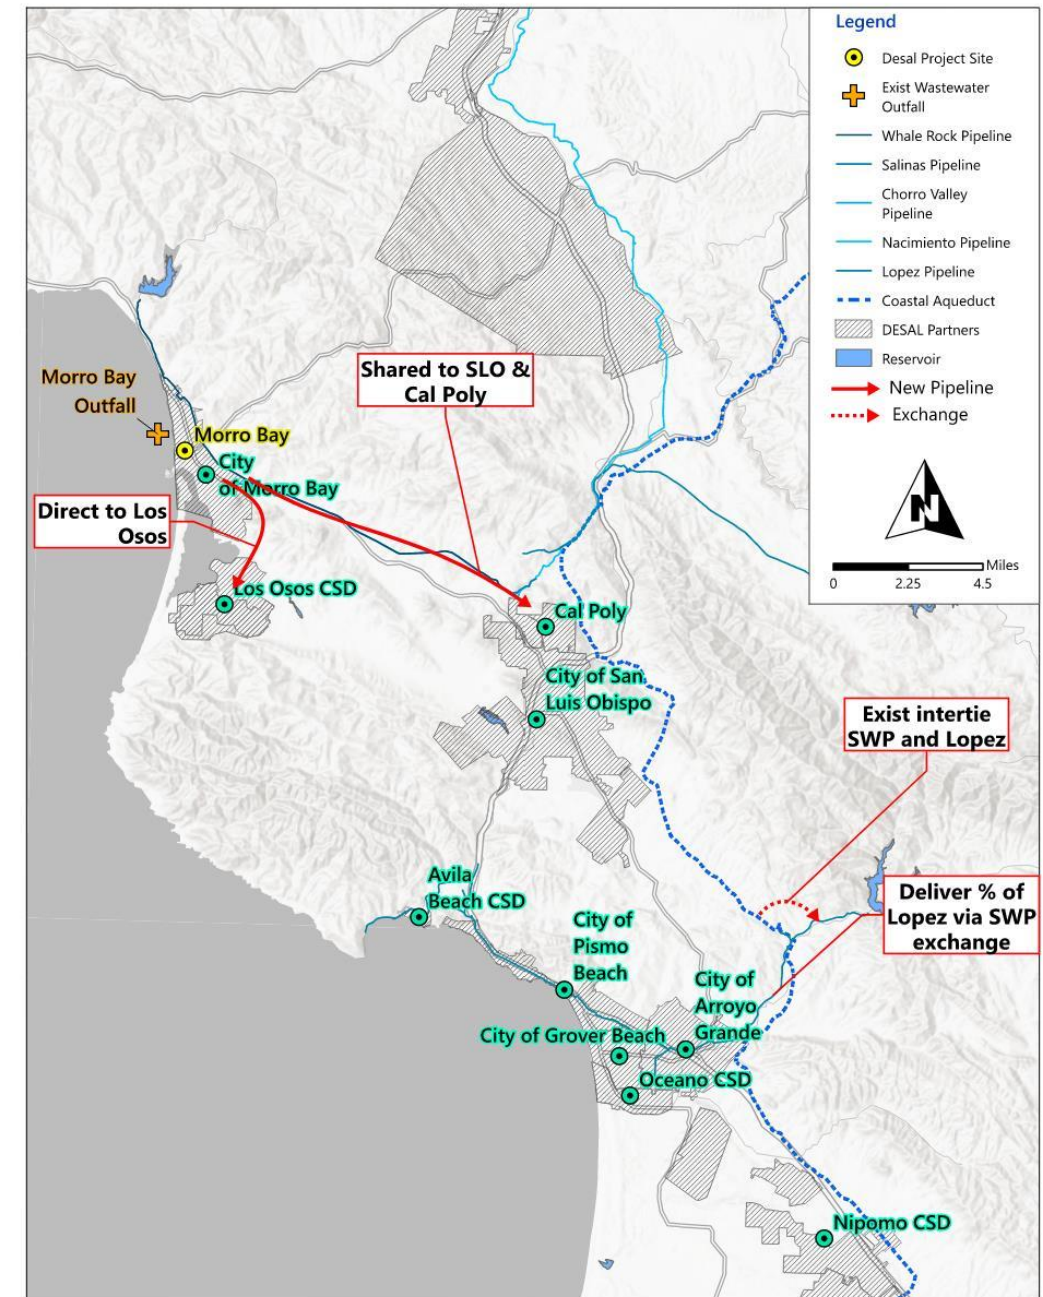 Legend
Desal Project Site
Exist Wastewater
Outfall
Whale Rock Pipeline
Salinas Pipeline
Chorro Valley
Pipeline
Nacimiento Pipeline
Lopez Pipeline
Coastal Aqueduct
DESAL Partners
Reservoir
New Pipeline
Exchange
N
Miles
0 2.25 4.5
Shared to SLO &
Cal Poly
Morro Bay
Outfall
Morro Bay
City
of Morro Bay
Direct to Los
Osos
Los Osos CSD
Cal Poly
City of San
Luis Obispo
Exist intertie
SWP and Lopez
Avila
Beach CSD
Deliver % of
Lopez via SWP
exchange
City of
Pismo
Beach
City of
Arroyo
Grande
City of Grover Beach
Oceano CSD
Nipomo CSD